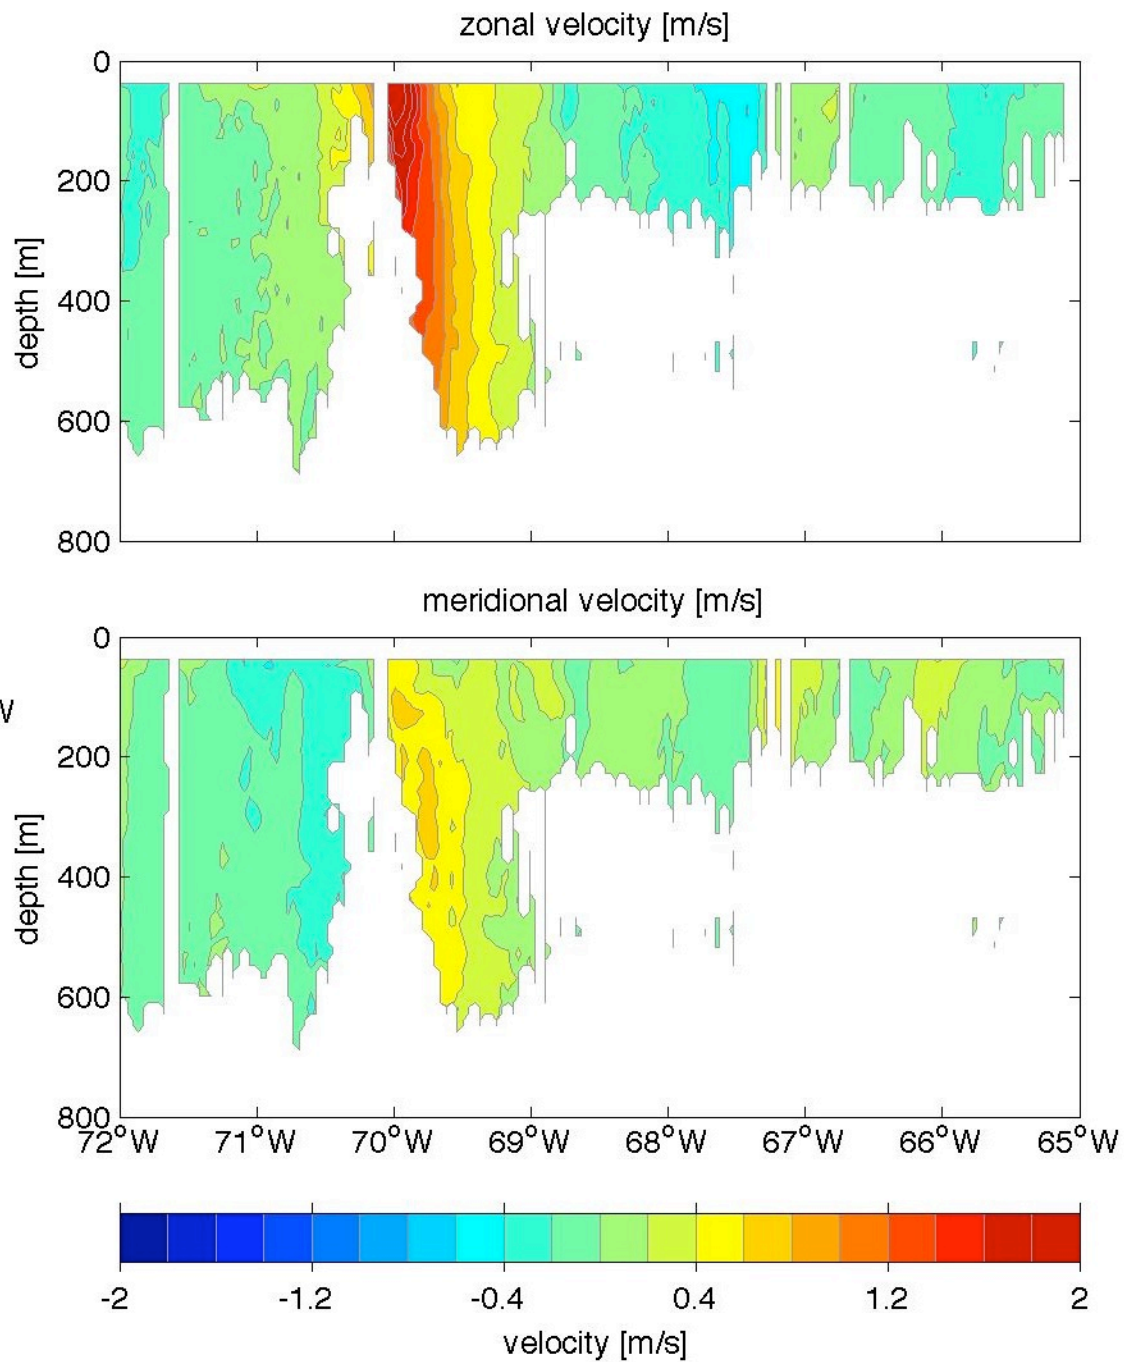 zonal velocity [m/s]
0
200
400
600
800
depth [m]
meridional velocity [m/s]
0
200
400
600
800
depth [m]
W
72°W 71°W 70°W 69°W 68°W 67°W 66°W 65°W
-2 -1.2 -0.4 0.4 1.2 2
velocity [m/s]